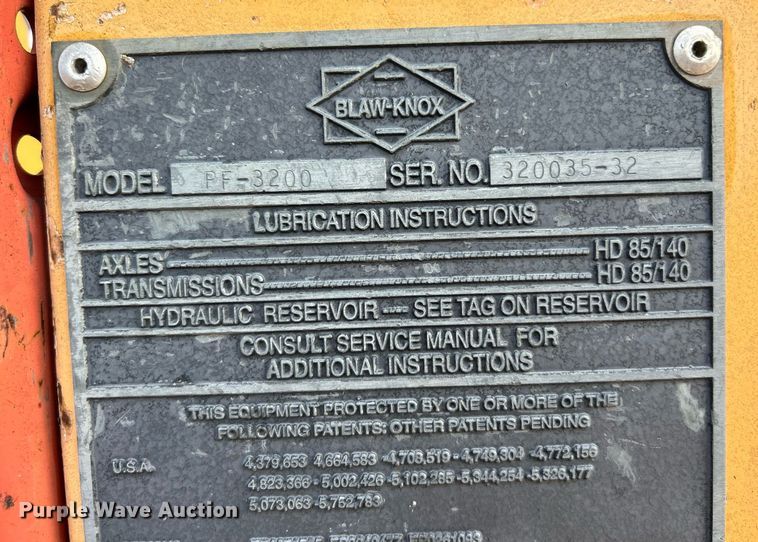 BLAW-KNOX
MODEL PF-3200 SER. NO. 320035-32
LUBRICATION INSTRUCTIONS
AXLES HD 85/140
TRANSMISSIONS HD 85/140
HYDRAULIC RESERVOIR SEE TAG ON RESERVOIR
CONSULT SERVICE MANUAL FOR
ADDITIONAL INSTRUCTIONS
THIS EQUIPMENT PROTECTED BY ONE OR MORE OF THE
FOLLOWING PATENTS: OTHER PATENTS PENDING
U.S.A. 4,379,653 4,664,583 -4,708,519 -4,749,304 -4,772,156
4,823,366 - 5,002,426 -5,102,285 -5,344,254 -5,326,177
5,073,063 -5,752,783
Purple Wave Auction